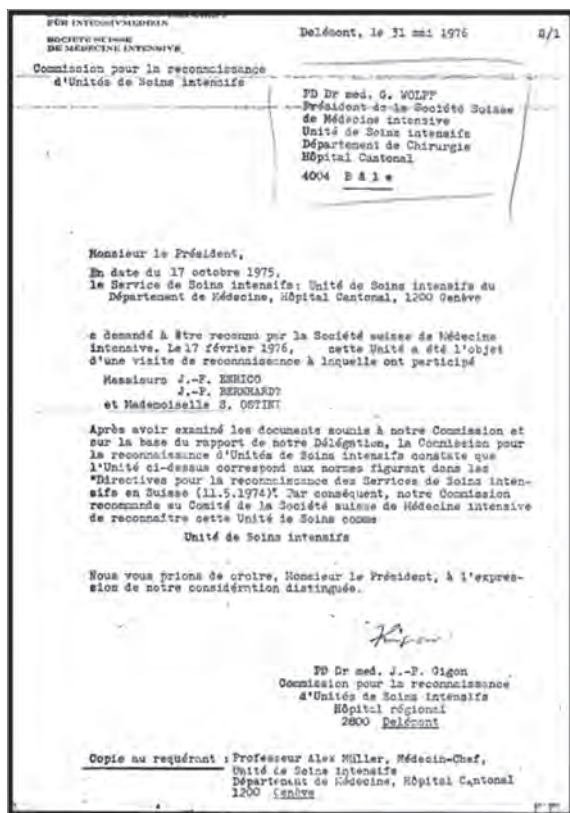 FÜR INTENSIVMEDIZIN
SOCIETE SUISSE
DE MEDECINE INTENSIVE
Delémont, le 31 mai 1976
G/1
Commission pour la reconnaissance
d'Unités de Soins intensifs
PD Dr med. G. WOLFF
Président de la Société Suisse
de Médecine intensive
Unité de Soins intensifs
Département de Chirurgie
Hôpital Cantonal
4004 B â l e
Monsieur le Président,
En date du 17 octobre 1975,
le Service de Soins intensifs: Unité de Soins intensifs du
Département de Médecine, Hôpital Cantonal, 1200 Genève
a demandé à être reconnu par la Société suisse de Médecine
intensive. Le 17 février 1976, cette Unité a été l'objet
d'une visite de reconnaissance à laquelle ont participé
Messieurs J.-F. ENRICO
J.-P. BERNHARDT
et Mademoiselle S. OSTINI
Après avoir examiné les documents soumis à notre Commission et
sur la base du rapport de notre Délégation, la Commission pour
la reconnaissance d'Unités de Soins intensifs constate que
l'Unité ci-dessus correspond aux normes figurant dans les
"Directives pour la reconnaissance des Services de Soins inten-
sifs en Suisse (11.5.1974)". Par conséquent, notre Commission
recommande au Comité de la Société suisse de Médecine intensive
de reconnaître cette Unité de Soins comme
Unité de Soins intensifs
Nous vous prions de croire, Monsieur le Président, à l'expres-
sion de notre considération distinguée.
PD Dr med. J.-P. Gigon
Commission pour la reconnaissance
d'Unités de Soins intensifs
Hôpital régional
2800 Delémont
Copie au requérant : Professeur Alex Müller, Médecin-Chef,
Unité de Soins intensifs
Département de Médecine, Hôpital Cantonal
1200 Genève